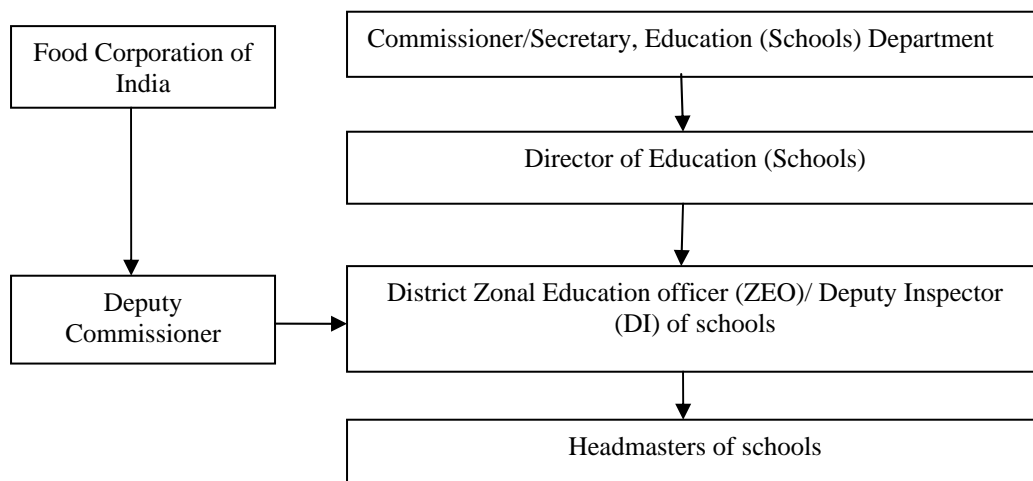 Food Corporation of
India
Commissioner/Secretary, Education (Schools) Department
Director of Education (Schools)
Deputy
Commissioner
District Zonal Education officer (ZEO)/ Deputy Inspector
(DI) of schools
Headmasters of schools